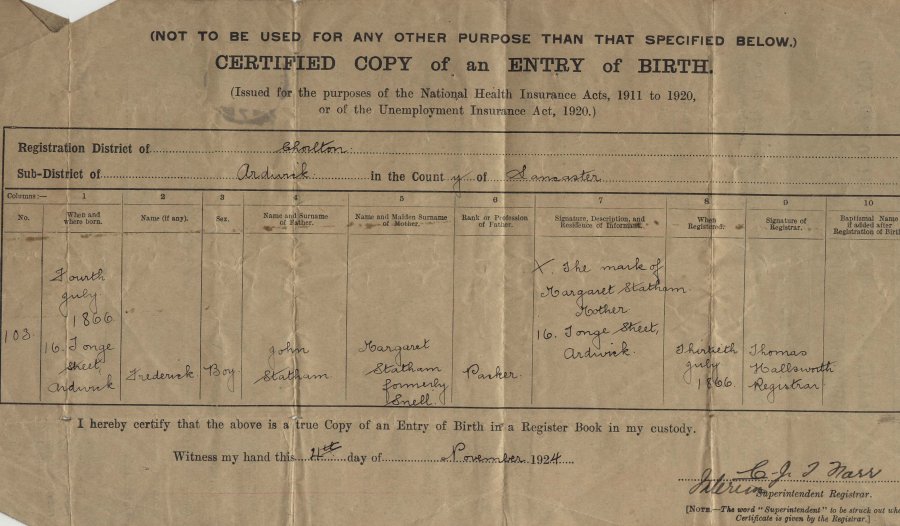 (NOT TO BE USED FOR ANY OTHER PURPOSE THAN THAT SPECIFIED BELOW.)
CERTIFIED COPY of an ENTRY of BIRTH.
(Issued for the purposes of the National Health Insurance Acts, 1911 to 1920,
or of the Unemployment Insurance Act, 1920.)
Registration District of Chorlton
Sub-District of Ardwick in the County of Lancaster
Columns:— 1 2 3 4 5 6 7 8 9 10
No.
When and
where born.
Name (if any).
Sex.
Name and Surname
of Father.
Name and Maiden Surname
of Mother.
Rank or Profession
of Father.
Signature, Description, and
Residence of Informant.
When
Registered.
Signature of
Registrar.
Baptismal Name
if added after
Registration of Birth
103.
Fourth
July
1866
16. Tonge
Street,
Ardwick
Frederick
Boy
John
Statham
Margaret
Statham
formerly
Snell.
Packer.
X. The mark of
Margaret Statham.
Mother
16. Tonge Street,
Ardwick.
Thirtieth
July
1866.
Thomas
Hallsworth
Registrar
I hereby certify that the above is a true Copy of an Entry of Birth in a Register Book in my custody.
Witness my hand this 4th day of November 1924
Interim
Superintendent Registrar.
[NOTE.—The word "Superintendent" to be struck out whe
Certificate is given by the Registrar.]